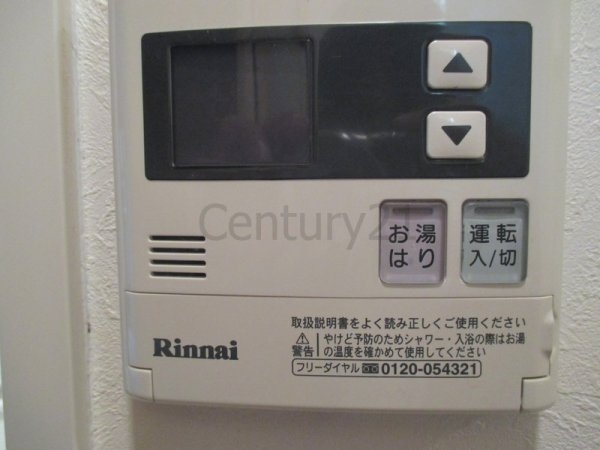 ▲
▼
Century21
お湯
はり
運転
入/切
取扱説明書をよく読み正しくご使用ください
Rinnai
⚠警告
やけど予防のためシャワー・入浴の際はお湯
の温度を確かめて使用してください
フリーダイヤル 0120-054321